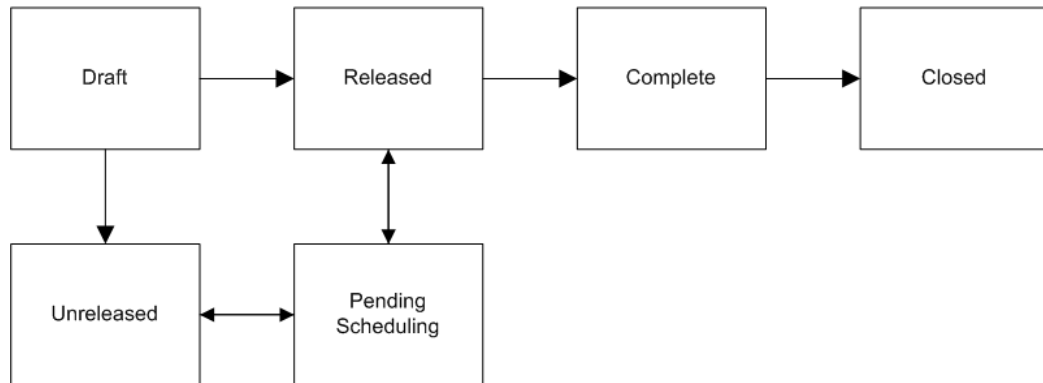 Draft
Released
Complete
Closed
Unreleased
Pending
Scheduling